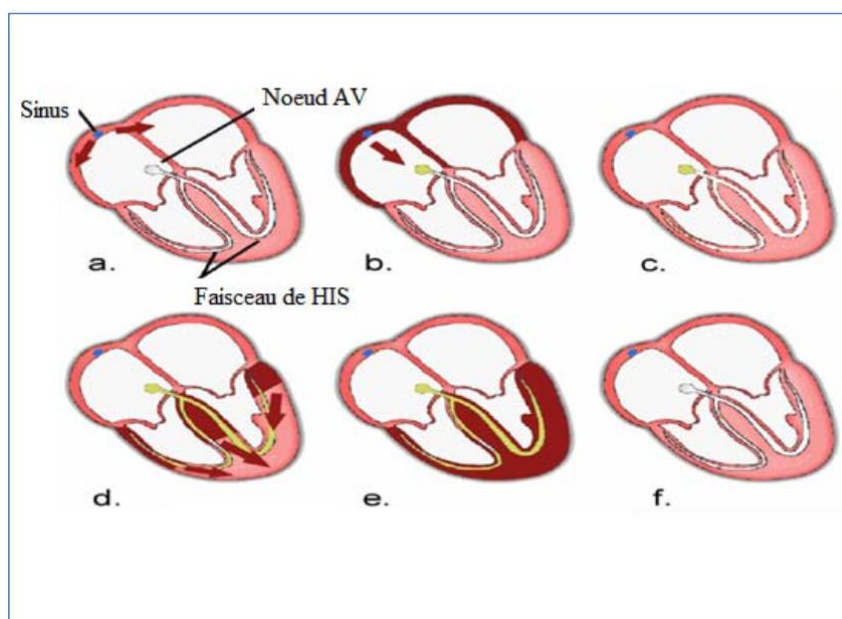 Sinus
Noeud AV
a.
b.
c.
Faisceau de HIS
d.
e.
f.